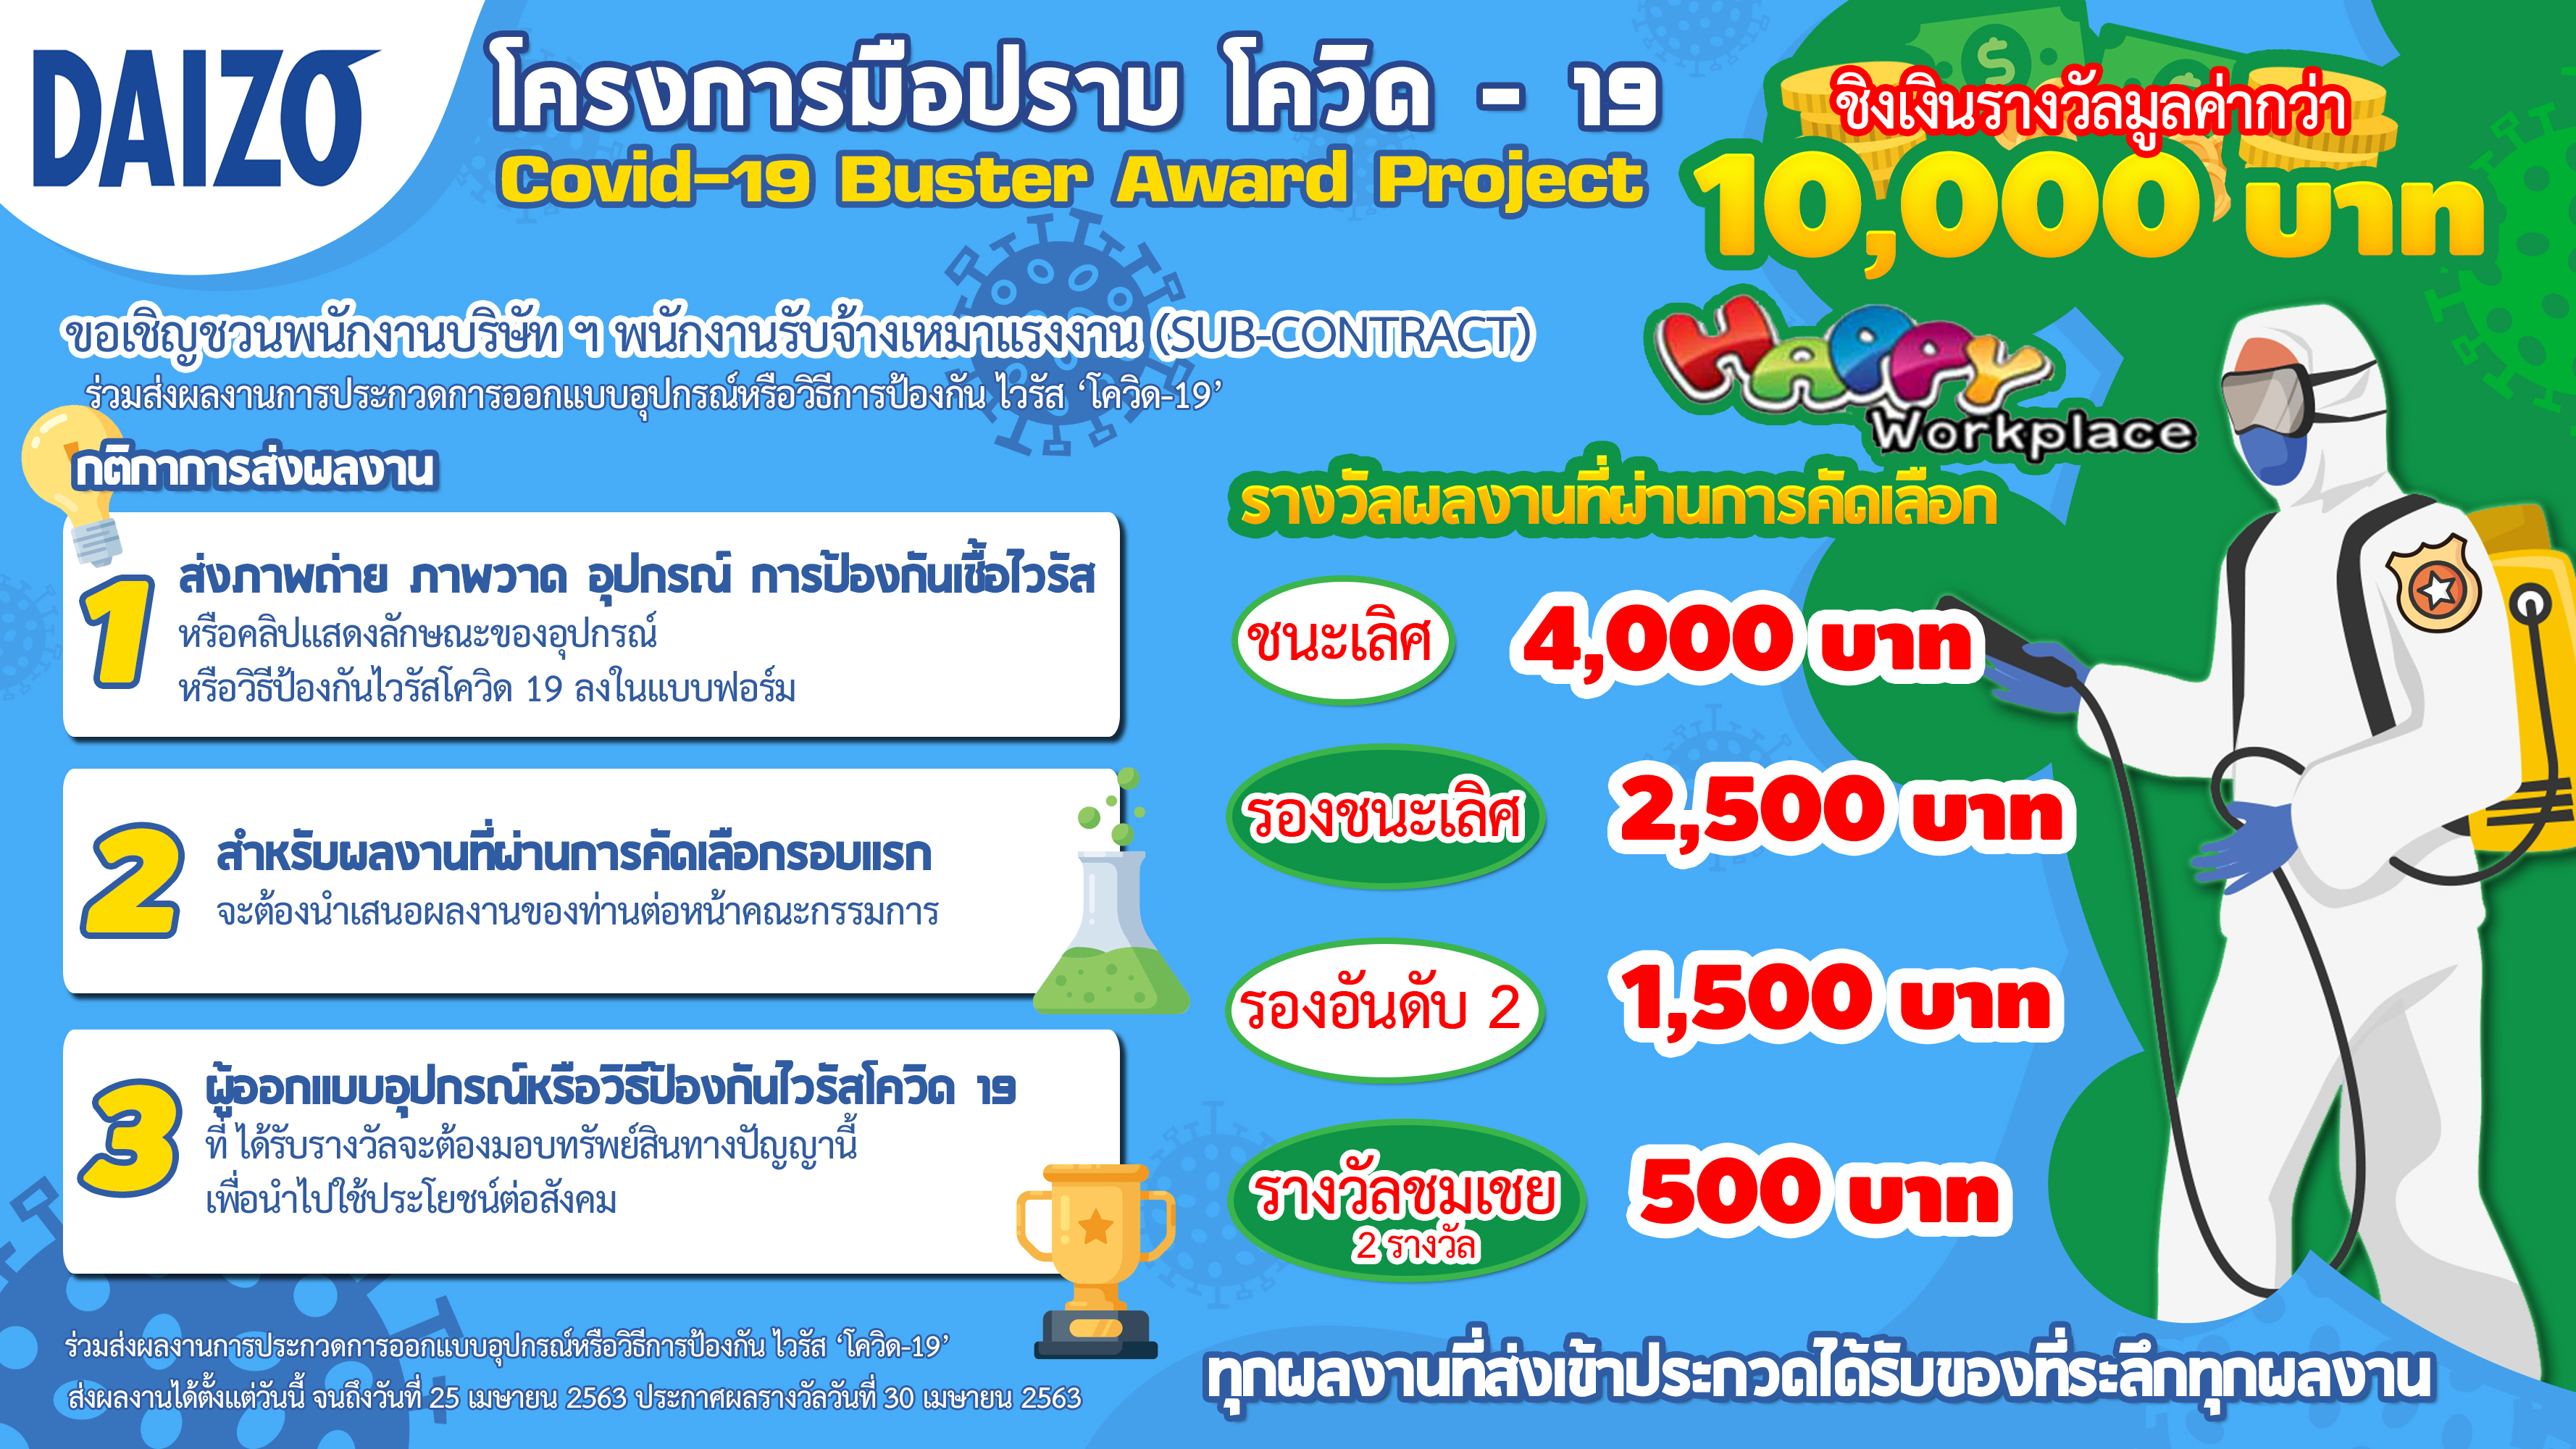 DAIZO
โครงการมือปราบ โควิด - 19
Covid-19 Buster Award Project
ชิงเงินรางวัลมูลค่ากว่า
10,000 บาท
ขอเชิญชวนพนักงานบริษัท ฯ พนักงานรับจ้างเหมาแรงงาน (SUB-CONTRACT)
ร่วมส่งผลงานการประกวดการออกแบบอุปกรณ์หรือวิธีการป้องกัน ไวรัส ‘โควิด-19’
HAPPY
Workplace
กติกาการส่งผลงาน
1
ส่งภาพถ่าย ภาพวาด อุปกรณ์ การป้องกันเชื้อไวรัส
หรือคลิปแสดงลักษณะของอุปกรณ์
หรือวิธีป้องกันไวรัสโควิด 19 ลงในแบบฟอร์ม
2
สำหรับผลงานที่ผ่านการคัดเลือกรอบแรก
จะต้องนำเสนอผลงานของท่านต่อหน้าคณะกรรมการ
3
ผู้ออกแบบอุปกรณ์หรือวิธีป้องกันไวรัสโควิด 19
ที่ ได้รับรางวัลจะต้องมอบทรัพย์สินทางปัญญานี้
เพื่อนำไปใช้ประโยชน์ต่อสังคม
ร่วมส่งผลงานการประกวดการออกแบบอุปกรณ์หรือวิธีการป้องกัน ไวรัส ‘โควิด-19’
ส่งผลงานได้ตั้งแต่วันนี้ จนถึงวันที่ 25 เมษายน 2563 ประกาศผลรางวัลวันที่ 30 เมษายน 2563
รางวัลผลงานที่ผ่านการคัดเลือก
ชนะเลิศ 4,000 บาท
รองชนะเลิศ 2,500 บาท
รองอันดับ 2 1,500 บาท
รางวัลชมเชย 500 บาท
2 รางวัล
ทุกผลงานที่ส่งเข้าประกวดได้รับของที่ระลึกทุกผลงาน